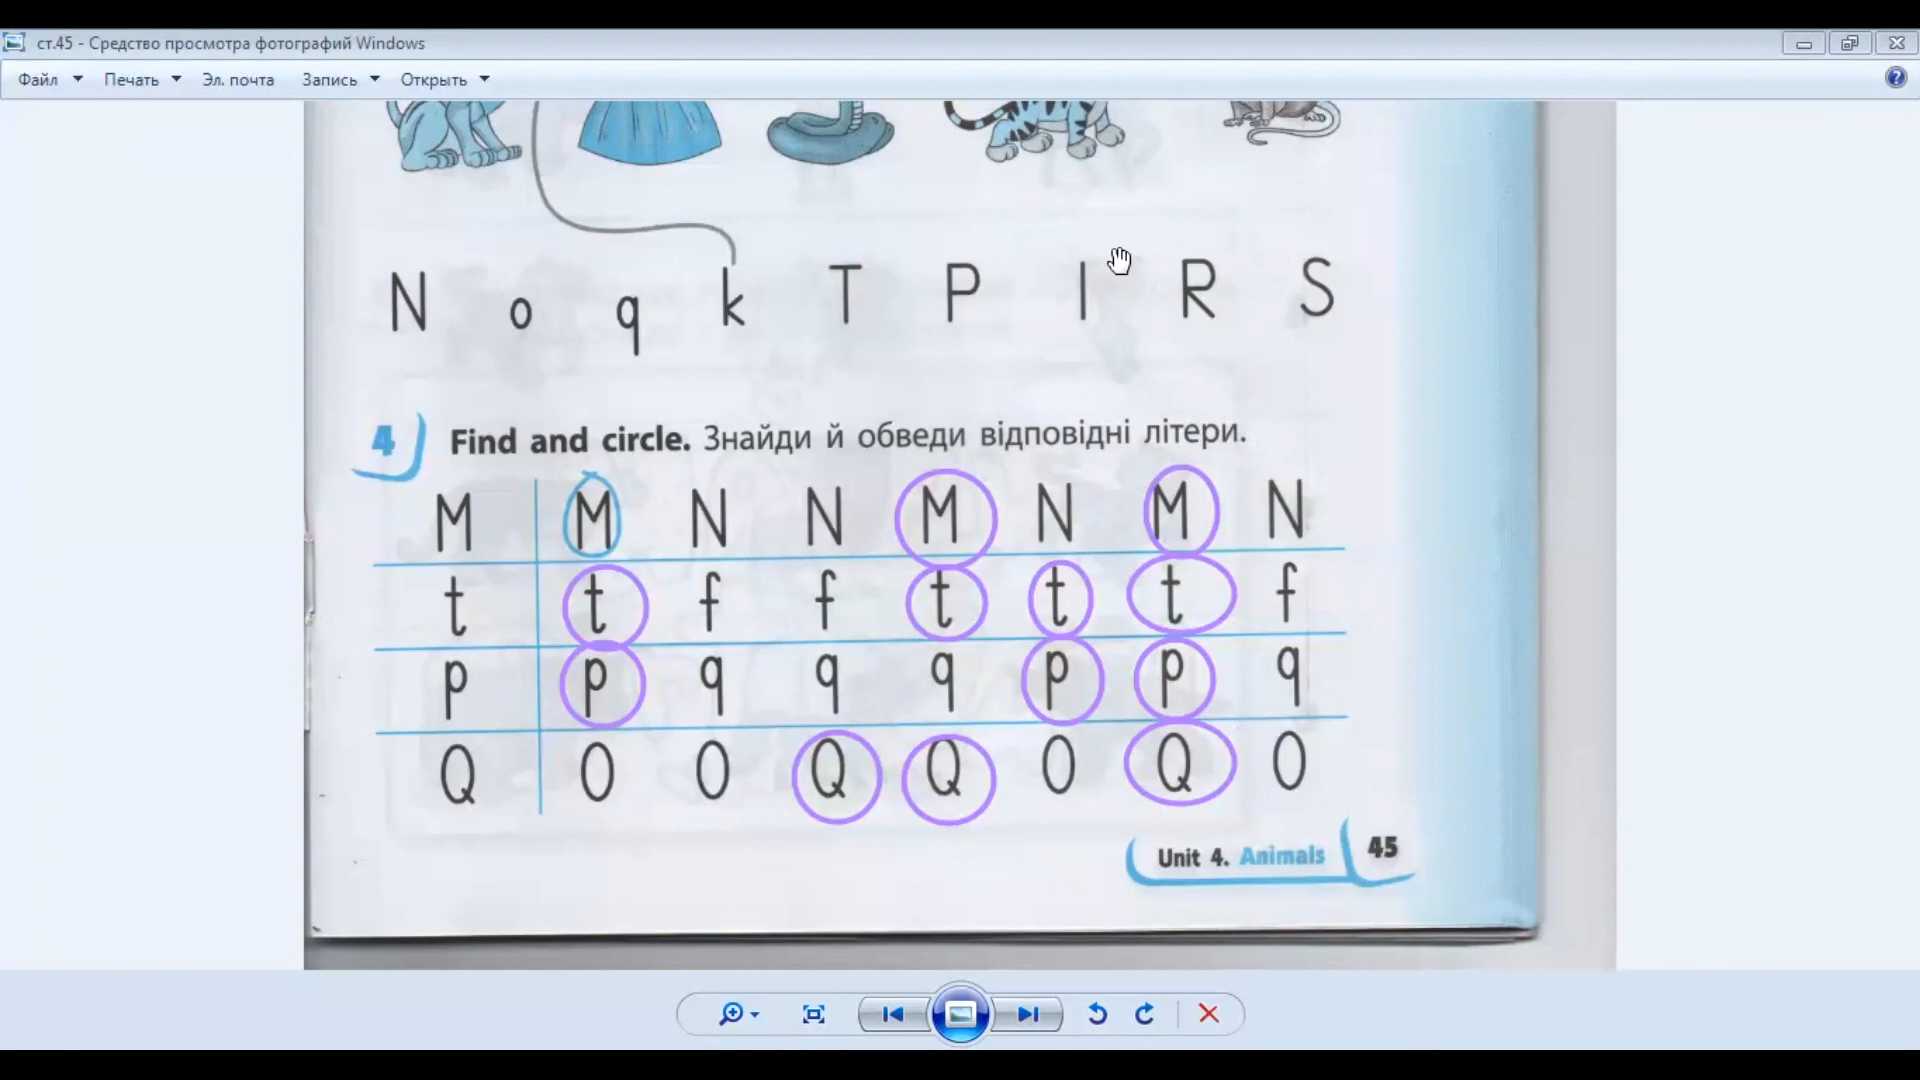 ст.45 - Средство просмотра фотографий Windows
Файл Печать Эл. почта Запись Открыть
N o q k T P I R S
4 Find and circle. Знайди й обведи відповідні літери.
M M N N M N M N
t t f f t t t f
p p q q q p p q
Q O O Q Q O Q O
Unit 4. Animals 45